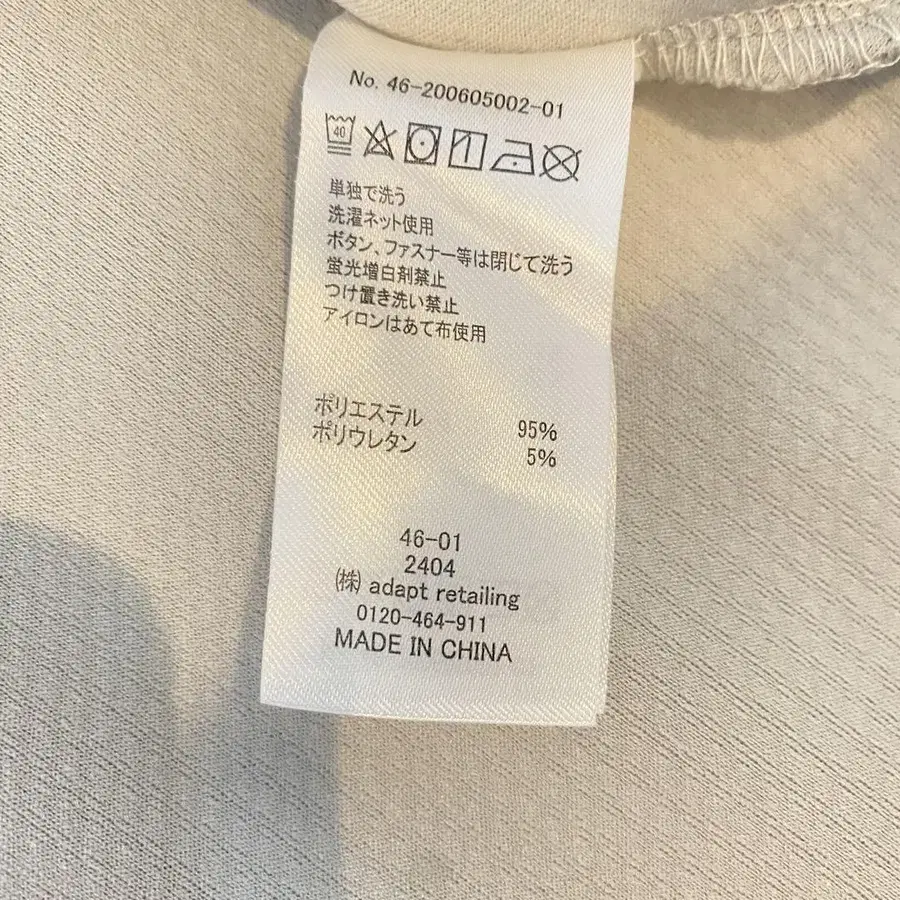 No. 46-200605002-01
40
単独で洗う
洗濯ネット使用
ボタン、ファスナー等は閉じて洗う
蛍光増白剤禁止
つけ置き洗い禁止
アイロンはあて布使用
ポリエステル 95%
ポリウレタン 5%
46-01
2404
(株) adapt retailing
0120-464-911
MADE IN CHINA